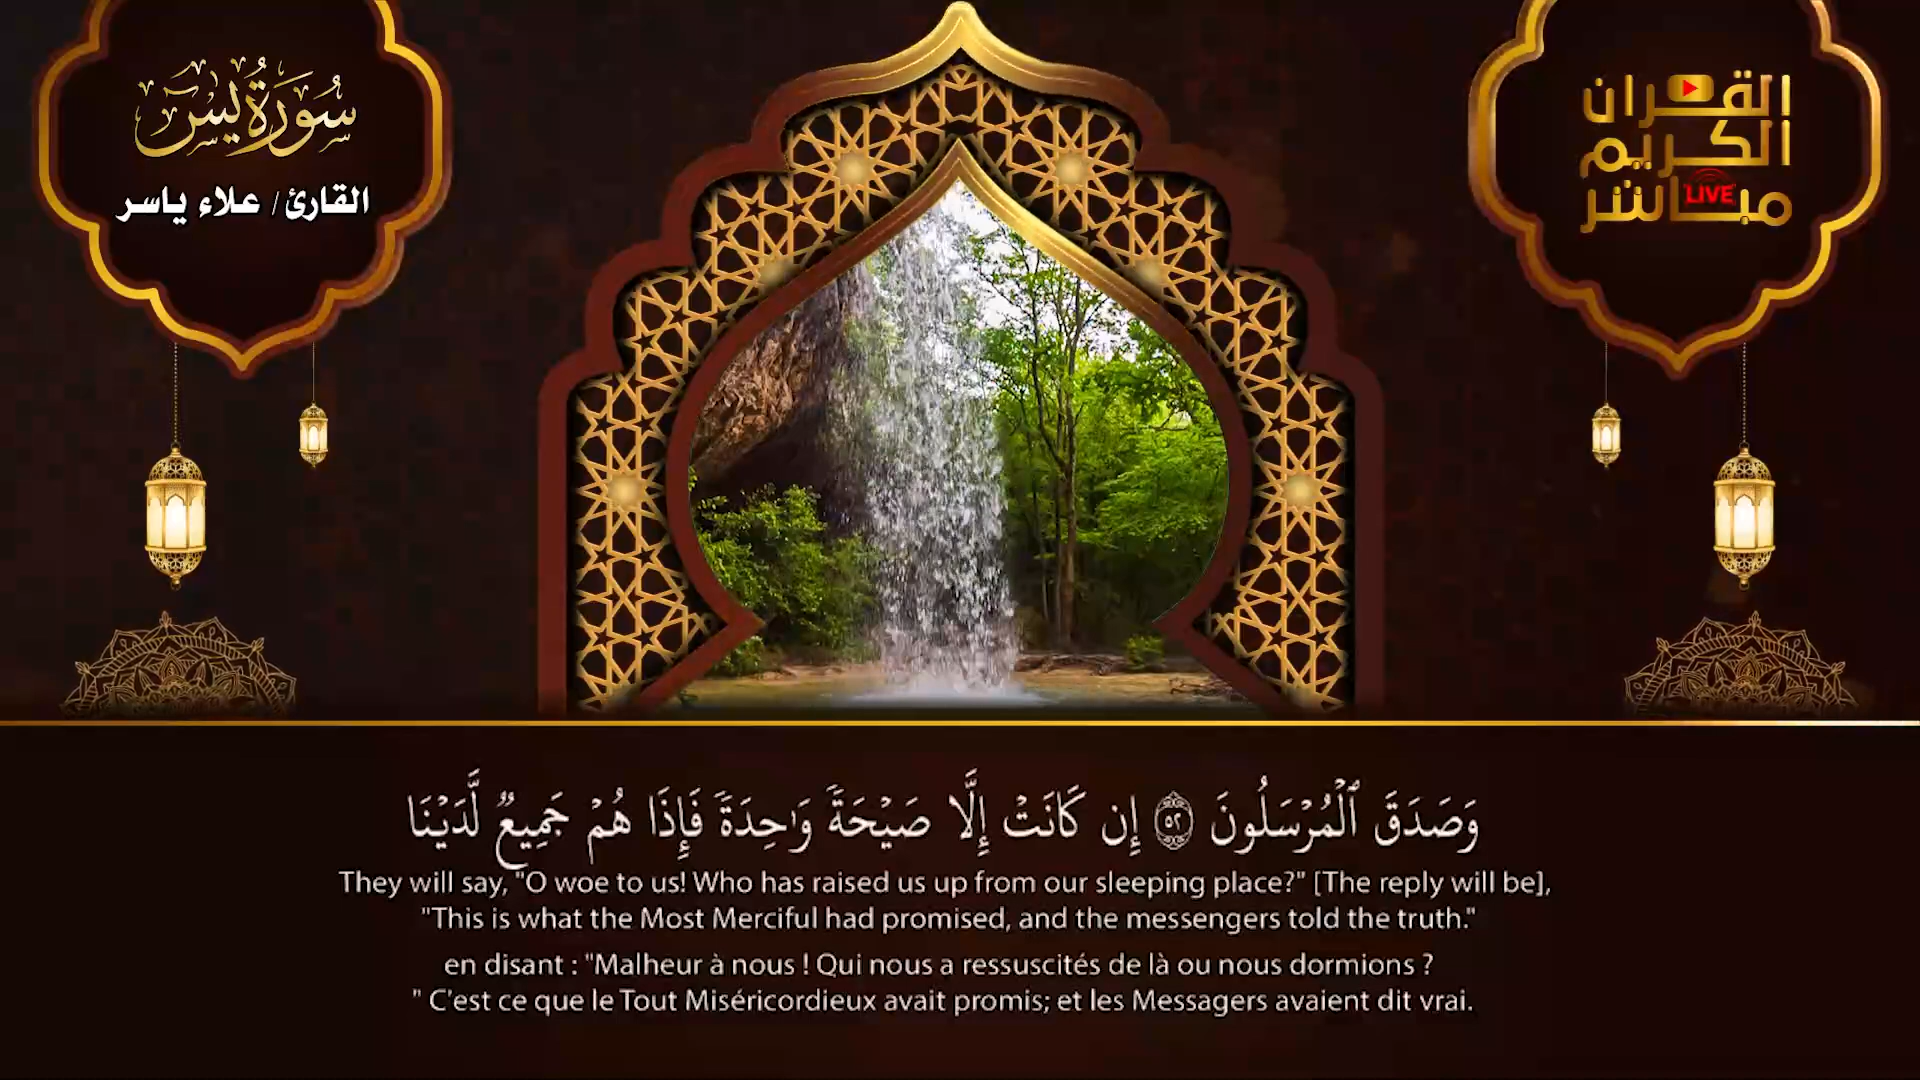 سُورَةُ يسٓ
القارئ / علاء ياسر
القرآن
الكريم
مباشر
LIVE
وَصَدَقَ ٱلْمُرْسَلُونَ ٥٢ إِن كَانَتْ إِلَّا صَيْحَةً وَٰحِدَةً فَإِذَا هُمْ جَمِيعٌ لَّدَيْنَا
They will say, "O woe to us! Who has raised us up from our sleeping place?" [The reply will be],
"This is what the Most Merciful had promised, and the messengers told the truth."
en disant : "Malheur à nous ! Qui nous a ressuscités de là ou nous dormions ?
" C'est ce que le Tout Miséricordieux avait promis; et les Messagers avaient dit vrai.